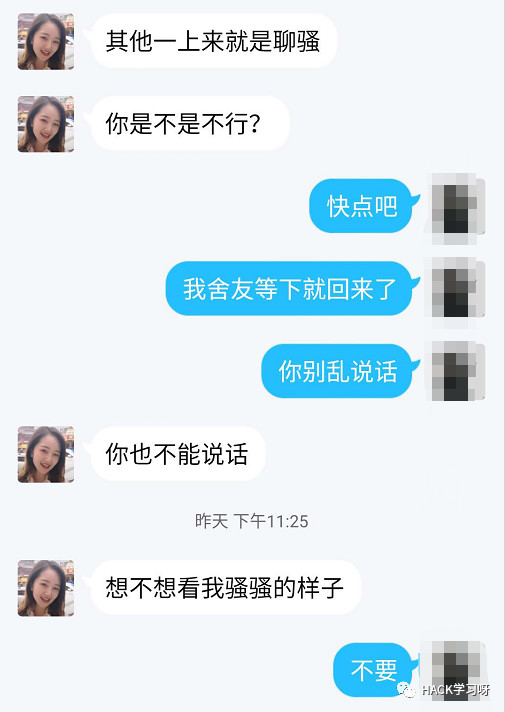 其他一上来就是聊骚
你是不是不行？
快点吧
我舍友等下就回来了
你别乱说话
你也不能说话
昨天 下午11:25
想不想看我骚骚的样子
不要
HACK学习呀